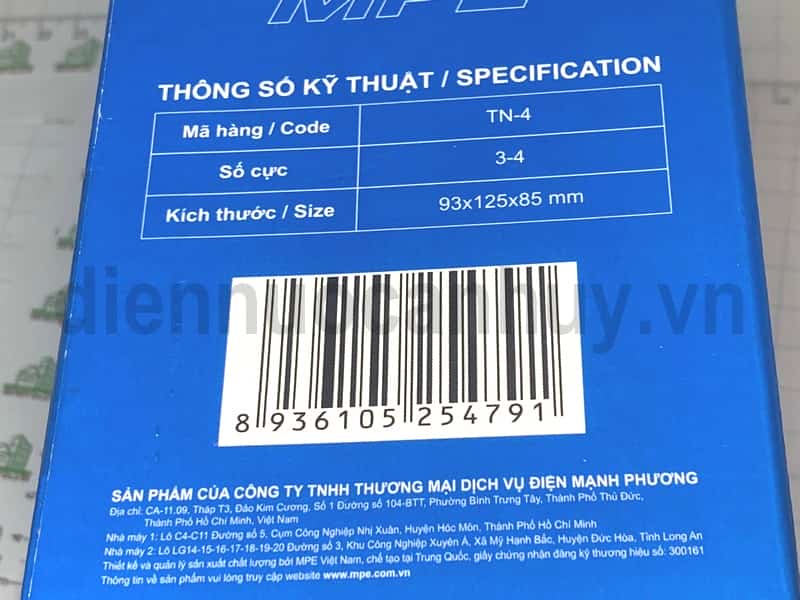 MPE
THÔNG SỐ KỸ THUẬT / SPECIFICATION
Mã hàng / Code TN-4
Số cực 3-4
Kích thước / Size 93x125x85 mm
diennuocanhuy.vn
8 936105 254791
SẢN PHẨM CỦA CÔNG TY TNHH THƯƠNG MẠI DỊCH VỤ ĐIỆN MẠNH PHƯƠNG
Địa chỉ: CA-11.09, Tháp T3, Đảo Kim Cương, Số 1 Đường số 104-BTT, Phường Bình Trưng Tây, Thành Phố Thủ Đức,
Thành Phố Hồ Chí Minh, Việt Nam
Nhà máy 1: Lô C4-C11 Đường số 5, Cụm Công Nghiệp Nhị Xuân, Huyện Hóc Môn, Thành Phố Hồ Chí Minh
Nhà máy 2: Lô LG14-15-16-17-18-19-20 Đường số 3, Khu Công Nghiệp Xuyên Á, Xã Mỹ Hạnh Bắc, Huyện Đức Hòa, Tỉnh Long An
Thiết kế và quản lý sản xuất chất lượng bởi MPE Việt Nam, chế tạo tại Trung Quốc, giấy chứng nhận đăng ký thương hiệu số: 300161
Thông tin về sản phẩm vui lòng truy cập website www.mpe.com.vn